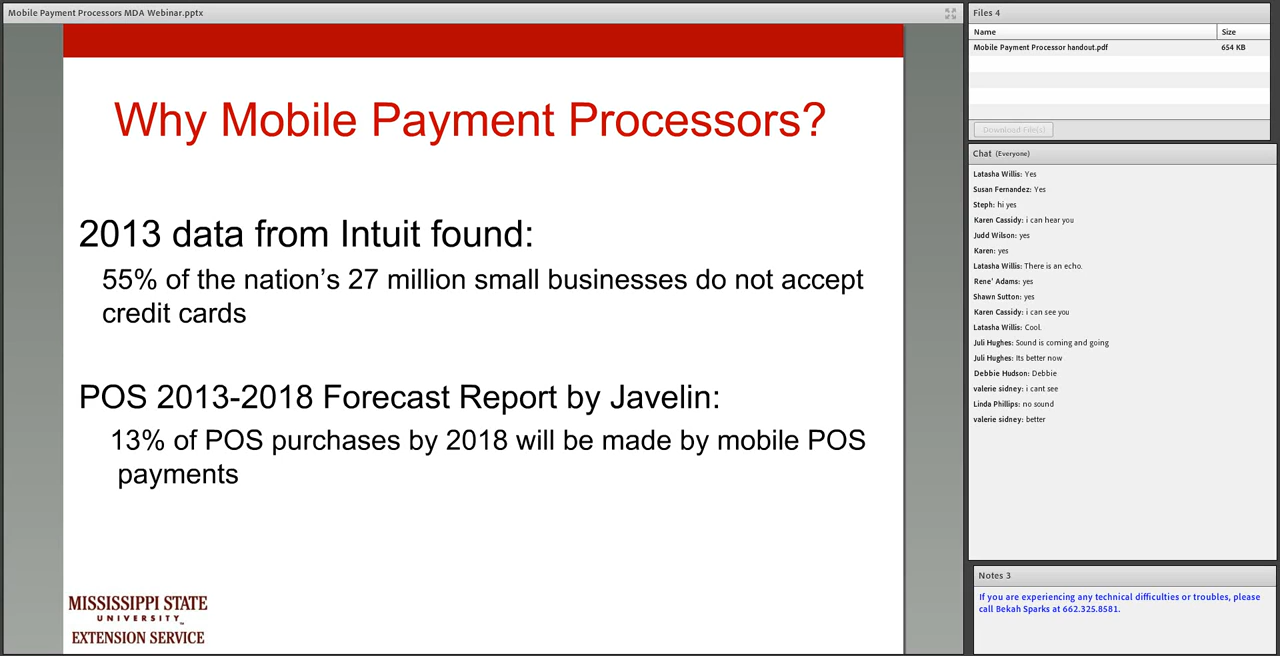 Mobile Payment Processors MDA Webinar.pptx
Why Mobile Payment Processors?
2013 data from Intuit found:
55% of the nation’s 27 million small businesses do not accept
credit cards
POS 2013-2018 Forecast Report by Javelin:
13% of POS purchases by 2018 will be made by mobile POS
payments
MISSISSIPPI STATE
UNIVERSITY™
EXTENSION SERVICE
Files 4
Name Size
Mobile Payment Processor handout.pdf 654 KB
Download File(s)
Chat (Everyone)
Latasha Willis: Yes
Susan Fernandez: Yes
Steph: hi yes
Karen Cassidy: i can hear you
Judd Wilson: yes
Karen: yes
Latasha Willis: There is an echo.
Rene' Adams: yes
Shawn Sutton: yes
Karen Cassidy: i can see you
Latasha Willis: Cool.
Juli Hughes: Sound is coming and going
Juli Hughes: Its better now
Debbie Hudson: Debbie
valerie sidney: i cant see
Linda Phillips: no sound
valerie sidney: better
Notes 3
If you are experiencing any technical difficulties or troubles, please
call Bekah Sparks at 662.325.8581.